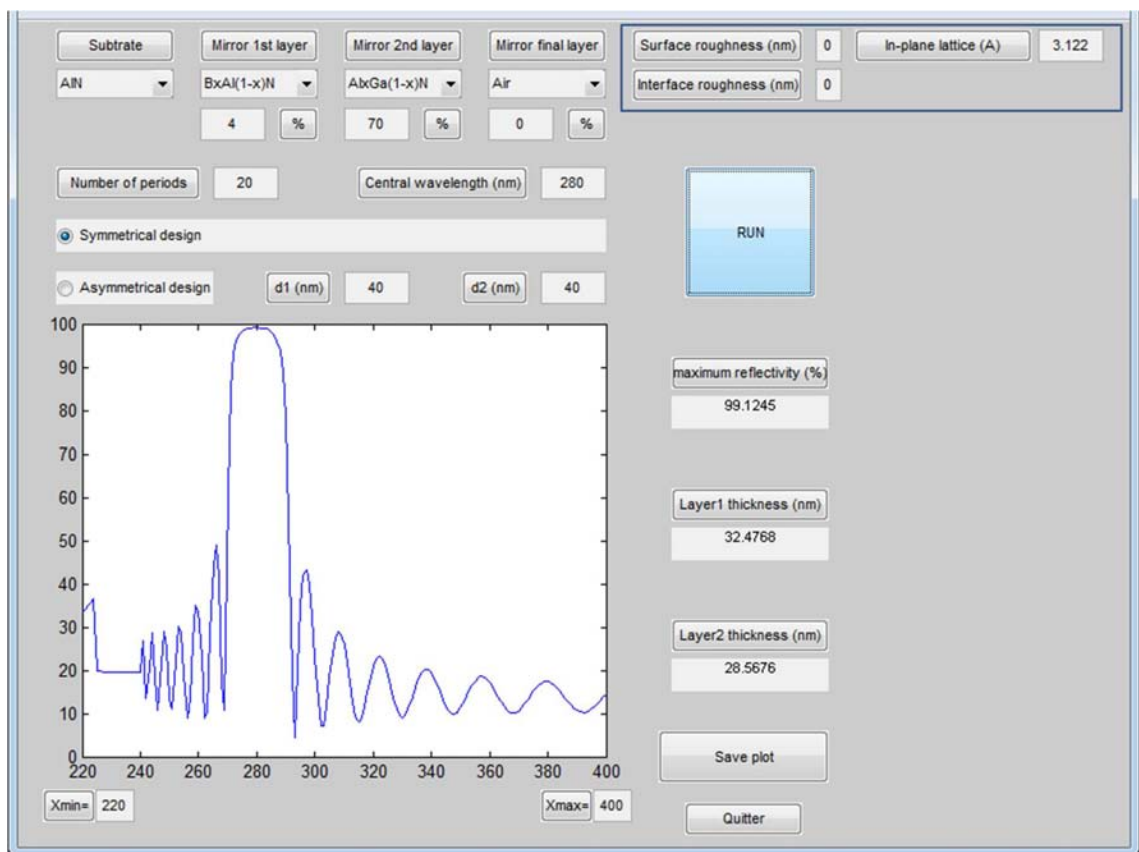 Subtrate Mirror 1st layer Mirror 2nd layer Mirror final layer Surface roughness (nm) 0 In-plane lattice (A) 3.122
AlN BxAl(1-x)N AlxGa(1-x)N Air Interface roughness (nm) 0
4 % 70 % 0 %
Number of periods 20 Central wavelength (nm) 280
RUN
Symmetrical design
Asymmetrical design d1 (nm) 40 d2 (nm) 40
100
90
80
70
60
50
40
30
20
10
0
220 240 260 280 300 320 340 360 380 400
Xmin= 220 Xmax= 400
maximum reflectivity (%)
99.1245
Layer1 thickness (nm)
32.4768
Layer2 thickness (nm)
28.5676
Save plot
Quitter